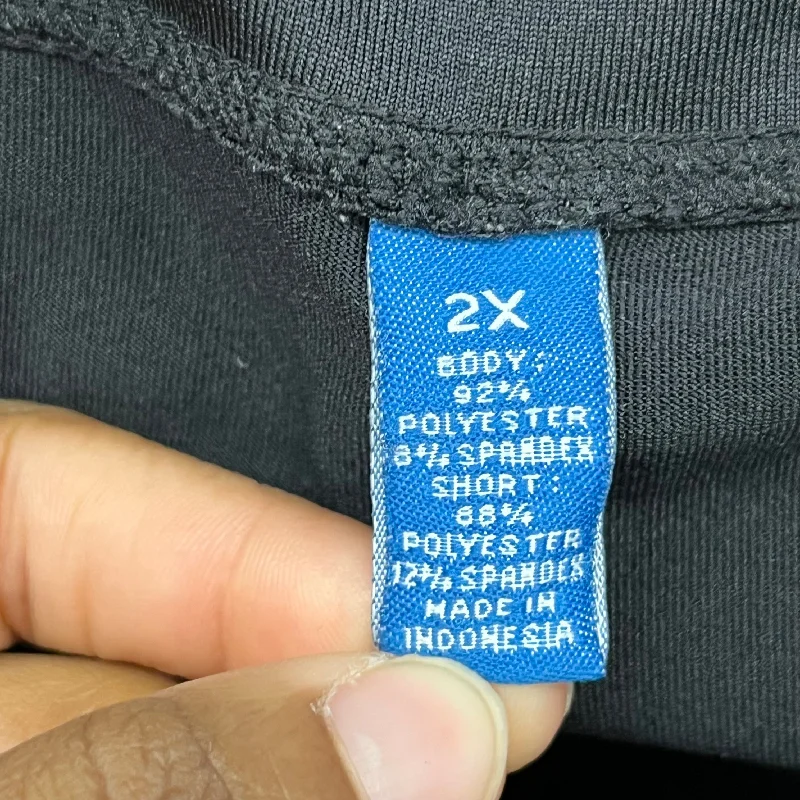 2X
BODY:
92%
POLYESTER
8% SPANDEX
SHORT:
88%
POLYESTER
12% SPANDEX
MADE IN
INDONESIA